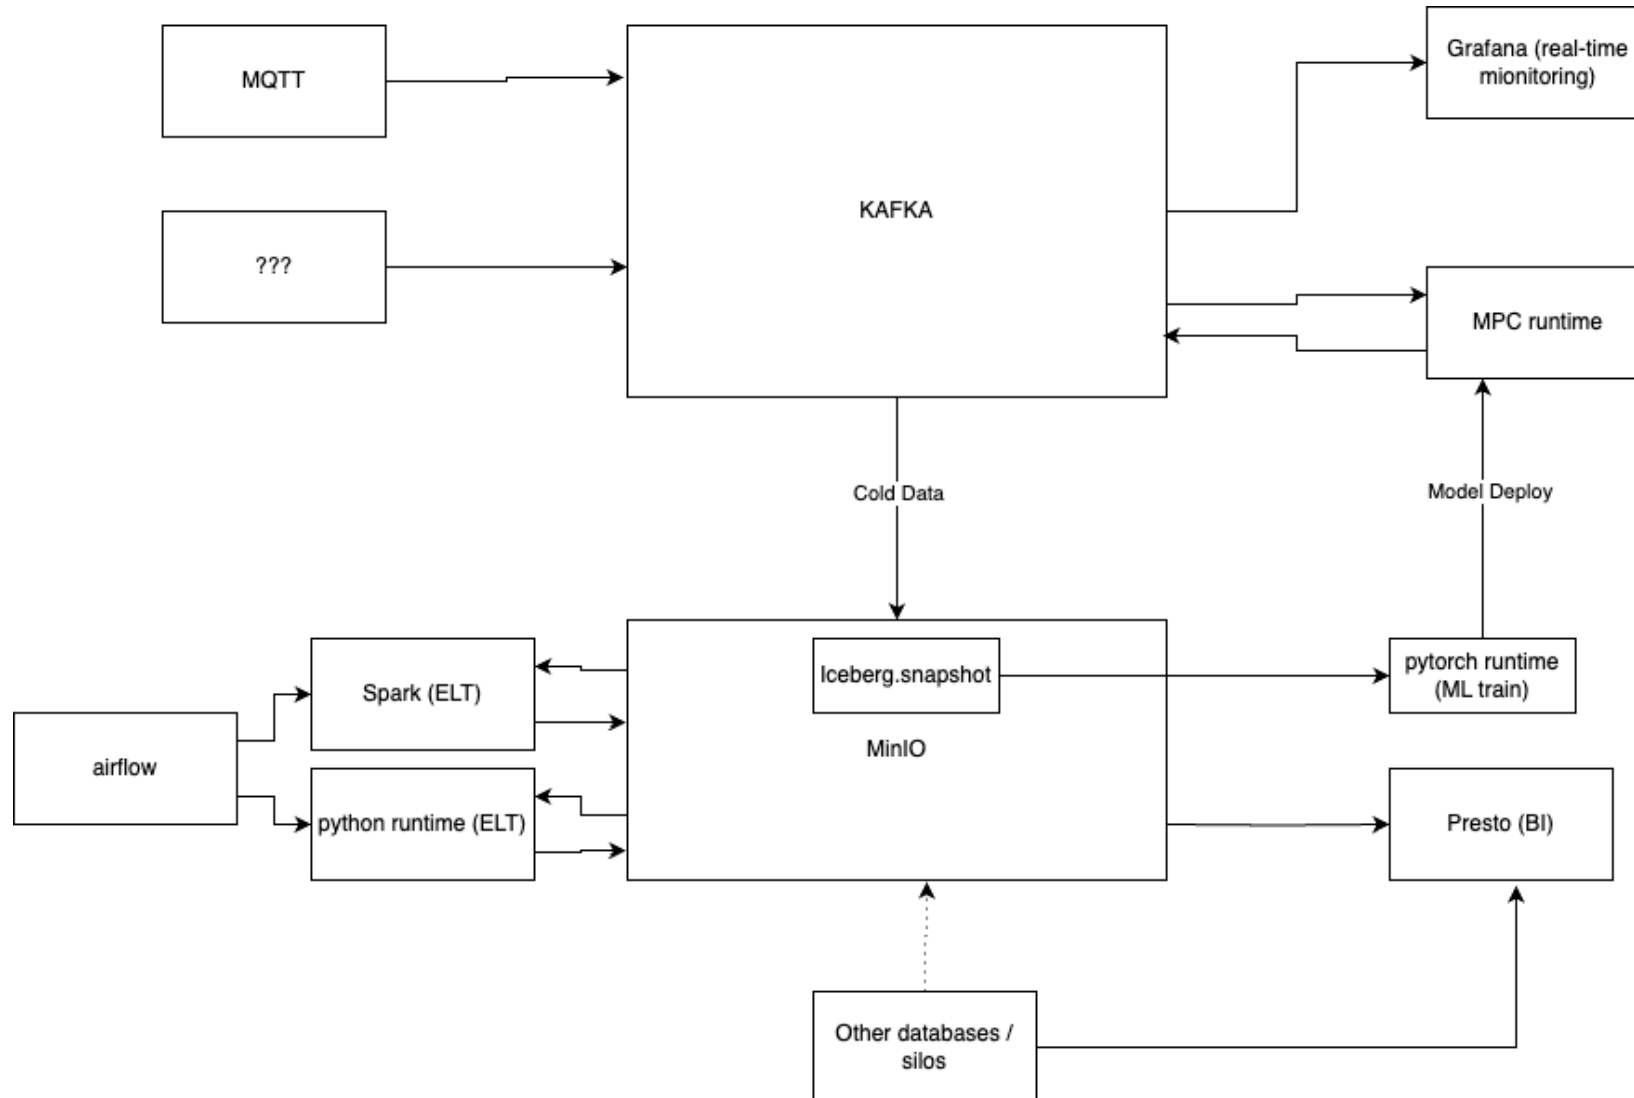 MQTT
KAFKA
Grafana (real-time
mionitoring)
???
MPC runtime
Cold Data
Model Deploy
Spark (ELT)
Iceberg.snapshot
pytorch runtime
(ML train)
airflow
MinIO
python runtime (ELT)
Presto (BI)
Other databases /
silos